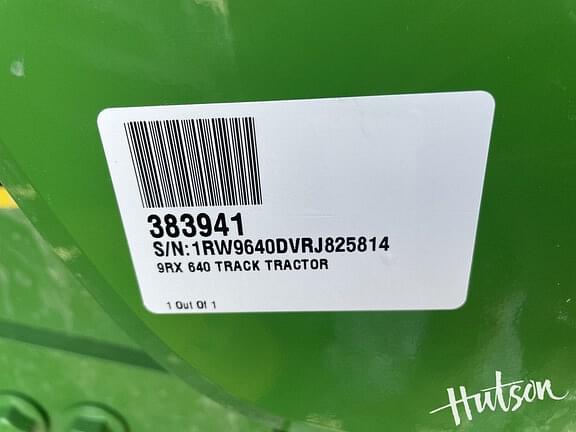 383941
S/N:1RW9640DVRJ825814
9RX 640 TRACK TRACTOR
1 Out Of 1
Hutson